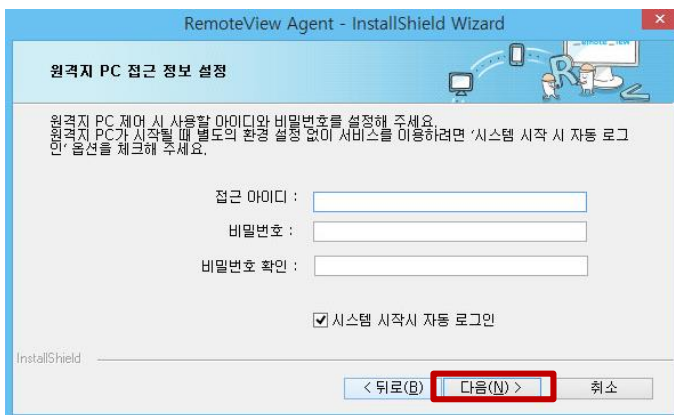 RemoteView Agent - InstallShield Wizard
원격지 PC 접근 정보 설정
원격지 PC 제어 시 사용할 아이디와 비밀번호를 설정해 주세요.
원격지 PC가 시작될 때 별도의 환경 설정 없이 서비스를 이용하려면 '시스템 시작 시 자동 로그
인' 옵션을 체크해 주세요.
접근 아이디 :
비밀번호 :
비밀번호 확인 :
시스템 시작시 자동 로그인
InstallShield
< 뒤로(B)
다음(N) >
취소